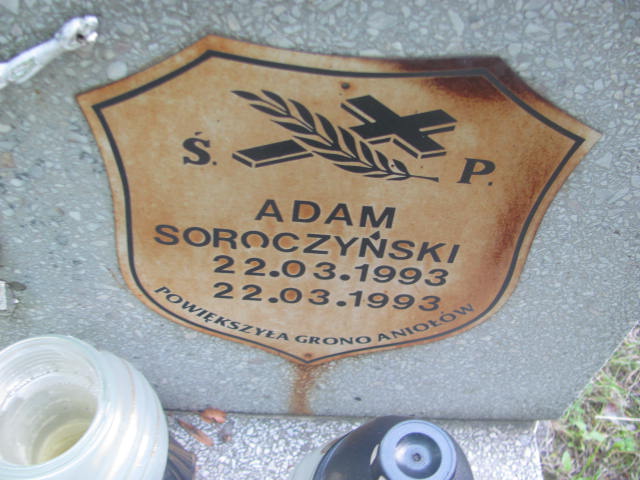 Ś. P.
ADAM
SOROCZYŃSKI
22.03.1993
22.03.1993
POWIĘKSZYŁA GRONO ANIOŁÓW